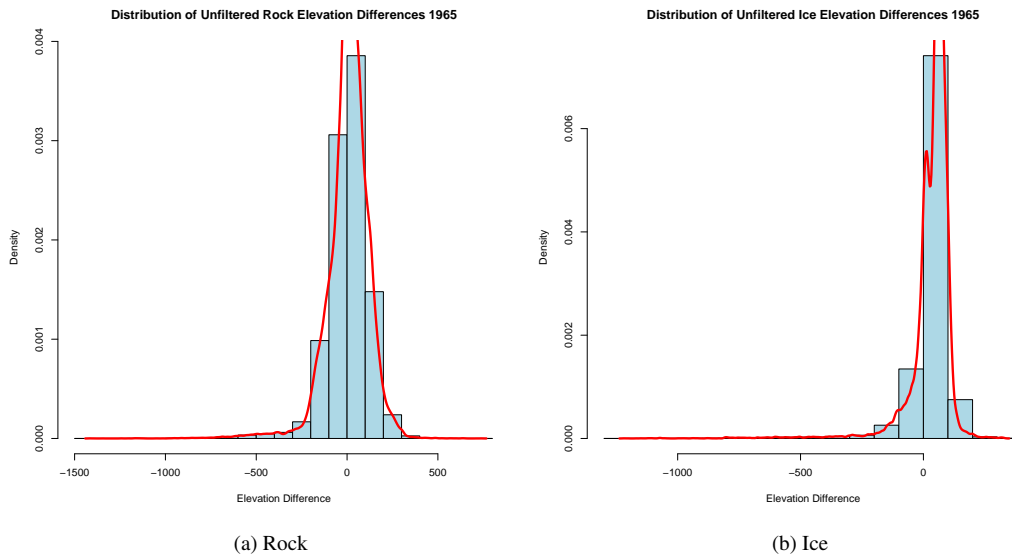 Distribution of Unfiltered Rock Elevation Differences 1965
Density
0.000
0.001
0.002
0.003
0.004
−1500
−1000
−500
0
500
Elevation Difference
(a) Rock
Distribution of Unfiltered Ice Elevation Differences 1965
Density
0.000
0.002
0.004
0.006
−1000
−500
0
Elevation Difference
(b) Ice